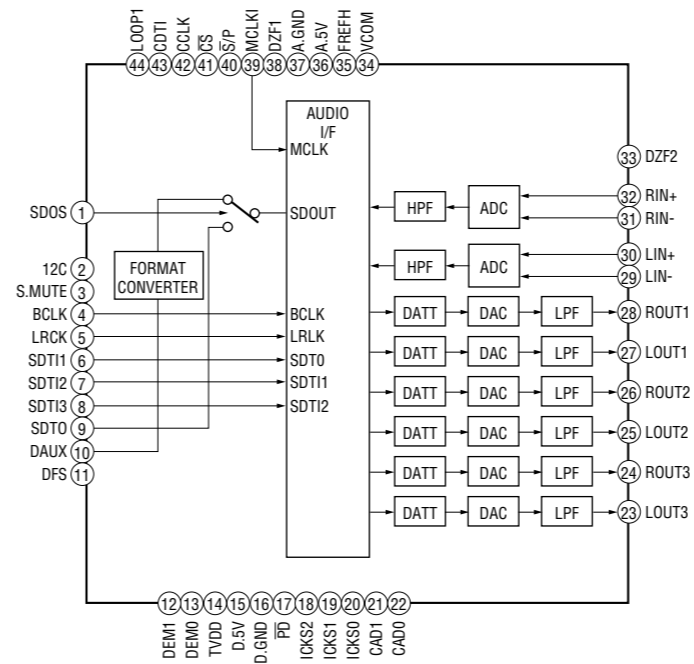 LOOP1
CDTI
CCLK
C̅S̅
S̅/P
MCLKI
DZF1
A.GND
A.5V
FREFH
VCOM
44 43 42 41 40 39 38 37 36 35 34
AUDIO
I/F
MCLK
SDOUT
BCLK
LRLK
SDTO
SDTI1
SDTI2
SDOS 1
12C 2
S.MUTE 3
BCLK 4
LRCK 5
SDTI1 6
SDTI2 7
SDTI3 8
SDTO 9
DAUX 10
DFS 11
FORMAT
CONVERTER
33 DZF2
HPF ADC 32 RIN+
31 RIN-
HPF ADC 30 LIN+
29 LIN-
DATT DAC LPF 28 ROUT1
DATT DAC LPF 27 LOUT1
DATT DAC LPF 26 ROUT2
DATT DAC LPF 25 LOUT2
DATT DAC LPF 24 ROUT3
DATT DAC LPF 23 LOUT3
12 13 14 15 16 17 18 19 20 21 22
DEM1
DEM0
TVDD
D.5V
D.GND
P̅D̅
ICKS2
ICKS1
ICKS0
CAD1
CAD0